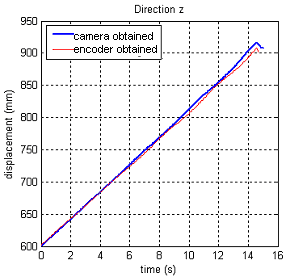 Direction z
950
camera obtained
encoder obtained
900
850
800
750
700
650
600
displacement (mm)
0 2 4 6 8 10 12 14 16
time (s)